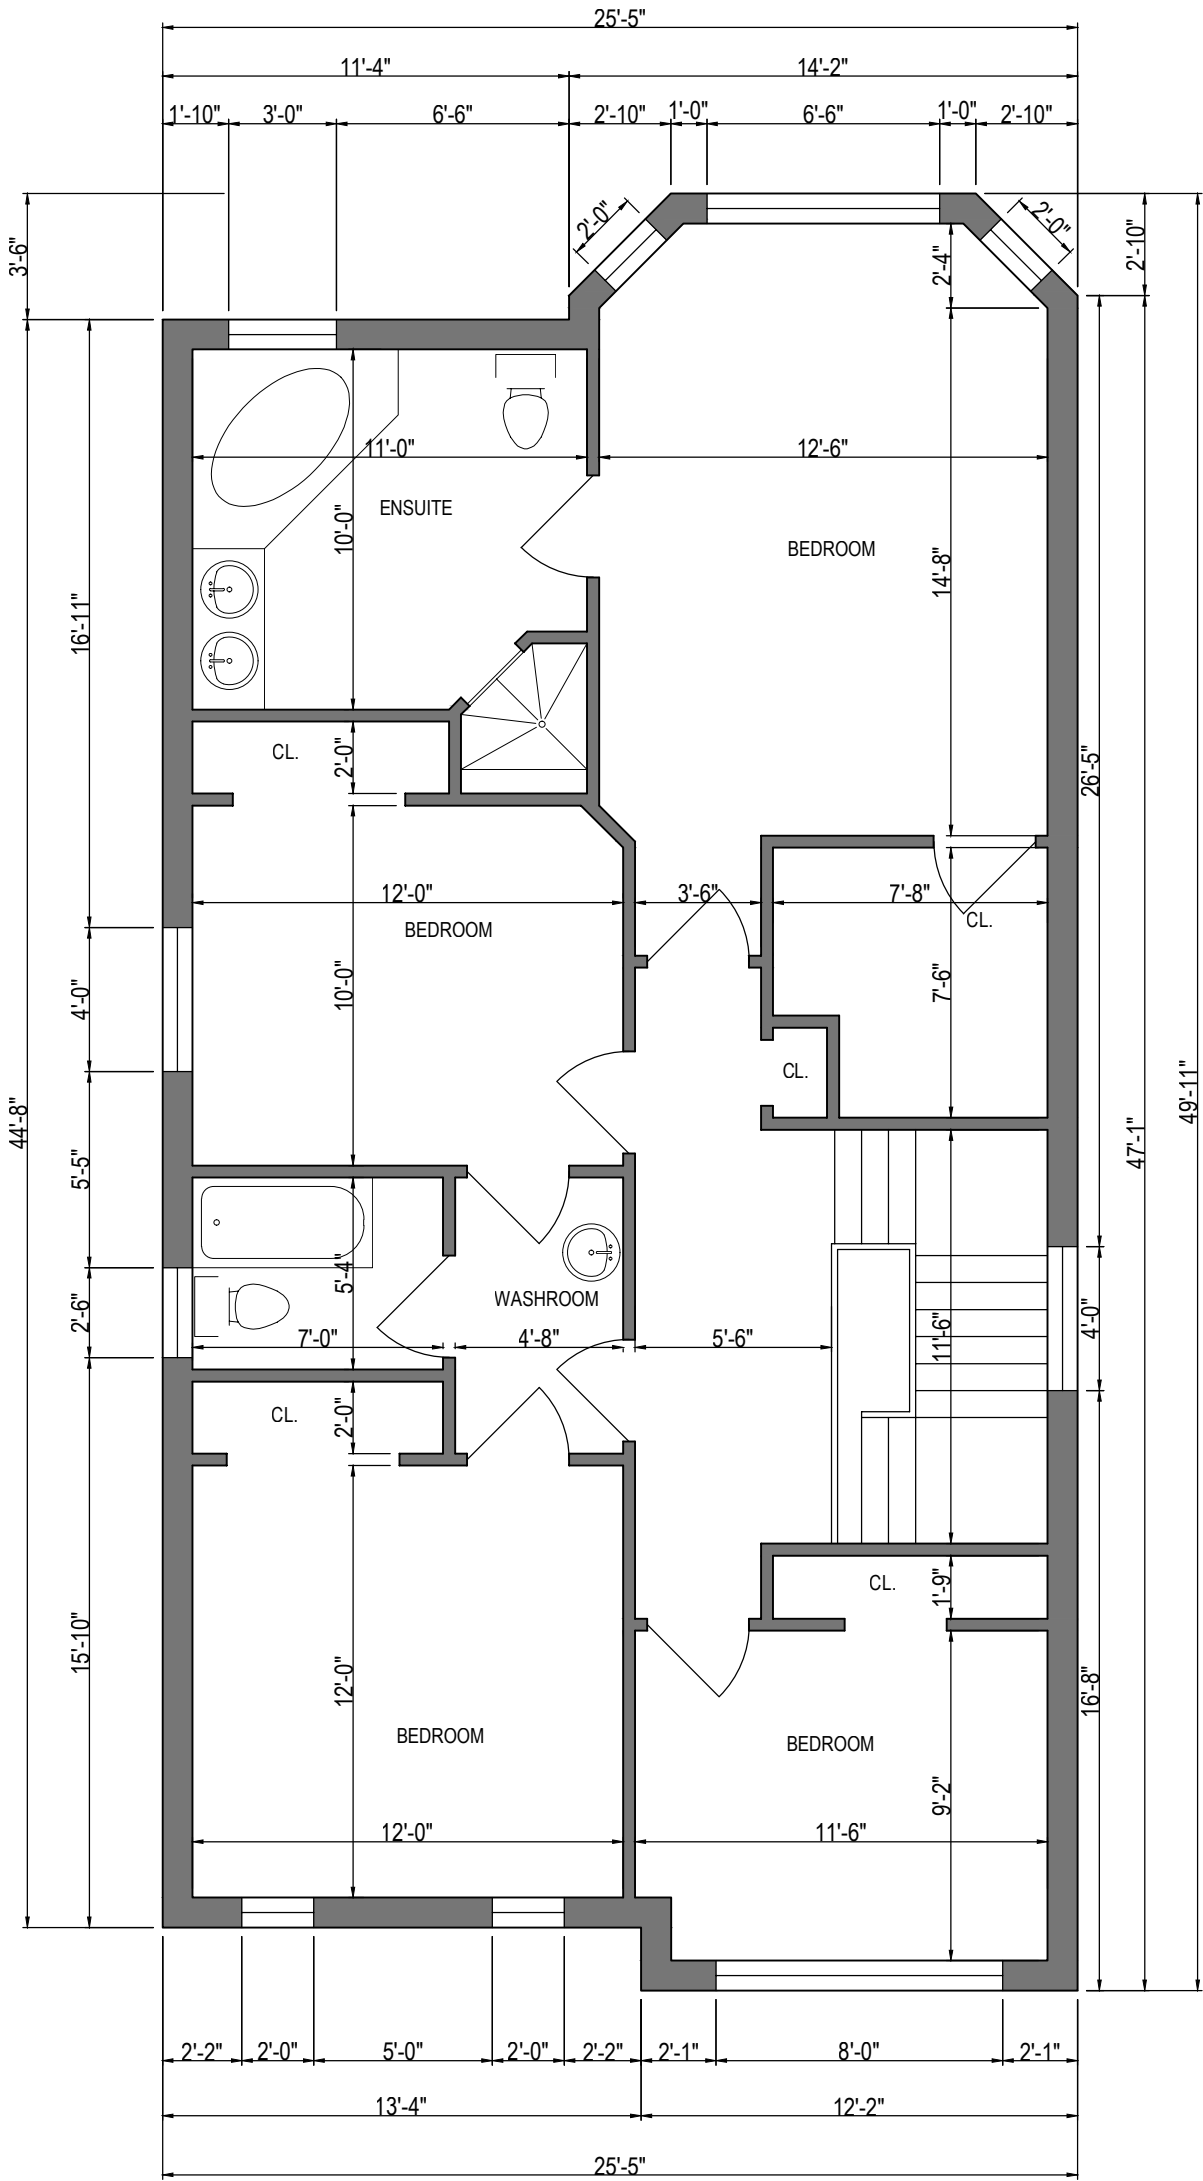 25'-5"
11'-4" 14'-2"
1'-10" 3'-0" 6'-6" 2'-10" 1'-0" 6'-6" 1'-0" 2'-10"
3'-6"
2'-0"
2'-4"
2'-0"
2'-10"
11'-0" 12'-6"
ENSUITE
10'-0"
BEDROOM
14'-8"
16'-11"
CL.
2'-0"
26'-5"
12'-0" 3'-6" 7'-8"
BEDROOM
CL.
10'-0"
7'-6"
4'-0"
CL.
44'-8"
49'-11"
47'-1"
5'-5"
5'-4"
WASHROOM
2'-6"
7'-0" 4'-8" 5'-6"
11'-6"
4'-0"
CL.
2'-0"
CL.
1'-9"
15'-10"
12'-0"
16'-8"
BEDROOM
BEDROOM
9'-2"
12'-0" 11'-6"
2'-2" 2'-0" 5'-0" 2'-0" 2'-2" 2'-1" 8'-0" 2'-1"
13'-4" 12'-2"
25'-5"